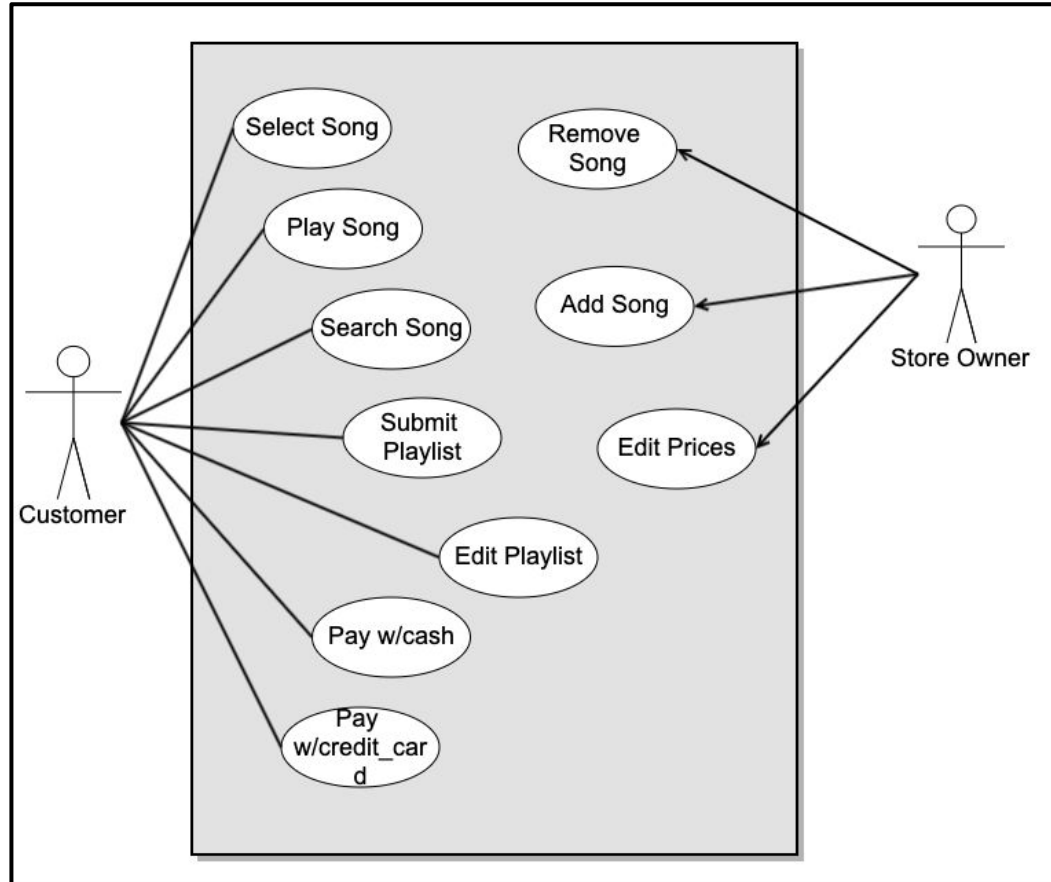 Select Song
Remove
Song
Play Song
Add Song
Search Song
Store Owner
Submit
Playlist
Edit Prices
Customer
Edit Playlist
Pay w/cash
Pay
w/credit_car
d